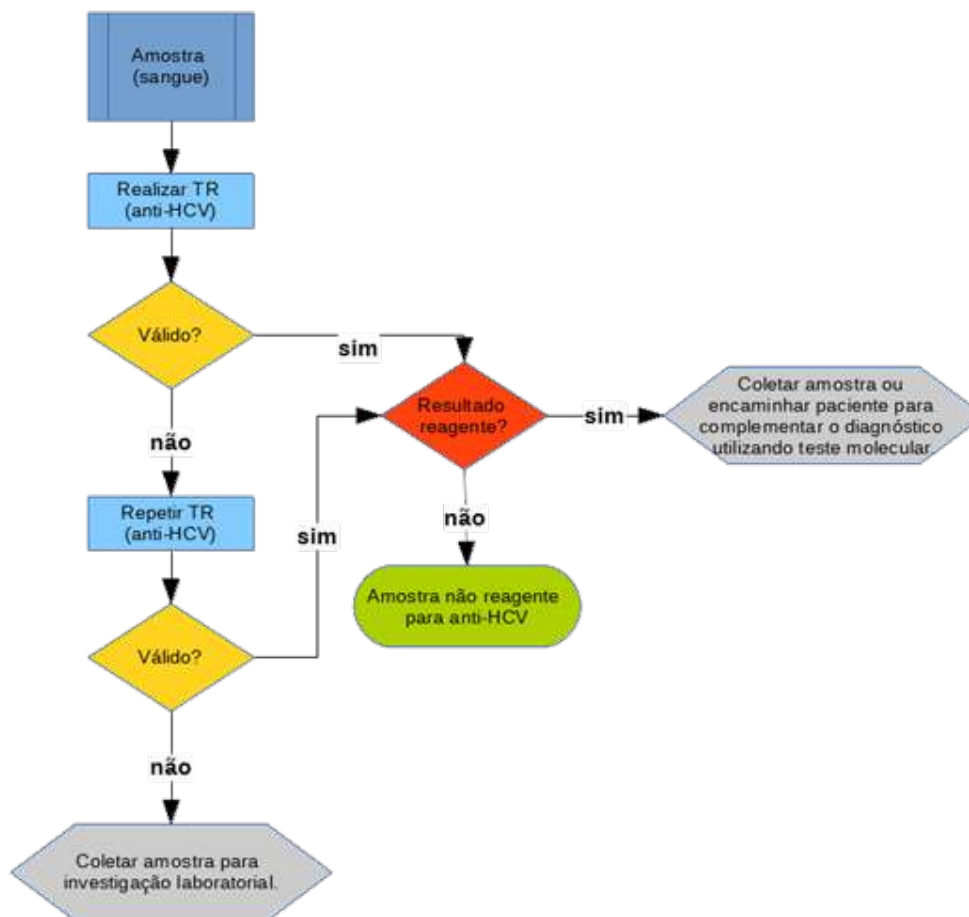 Amostra
(sangue)
Realizar TR
(anti-HCV)
Válido?
sim
não
Resultado
reagente?
sim
Coletar amostra ou
encaminhar paciente para
complementar o diagnóstico
utilizando teste molecular.
não
Amostra não reagente
para anti-HCV
Repetir TR
(anti-HCV)
sim
Válido?
não
Coletar amostra para
investigação laboratorial.